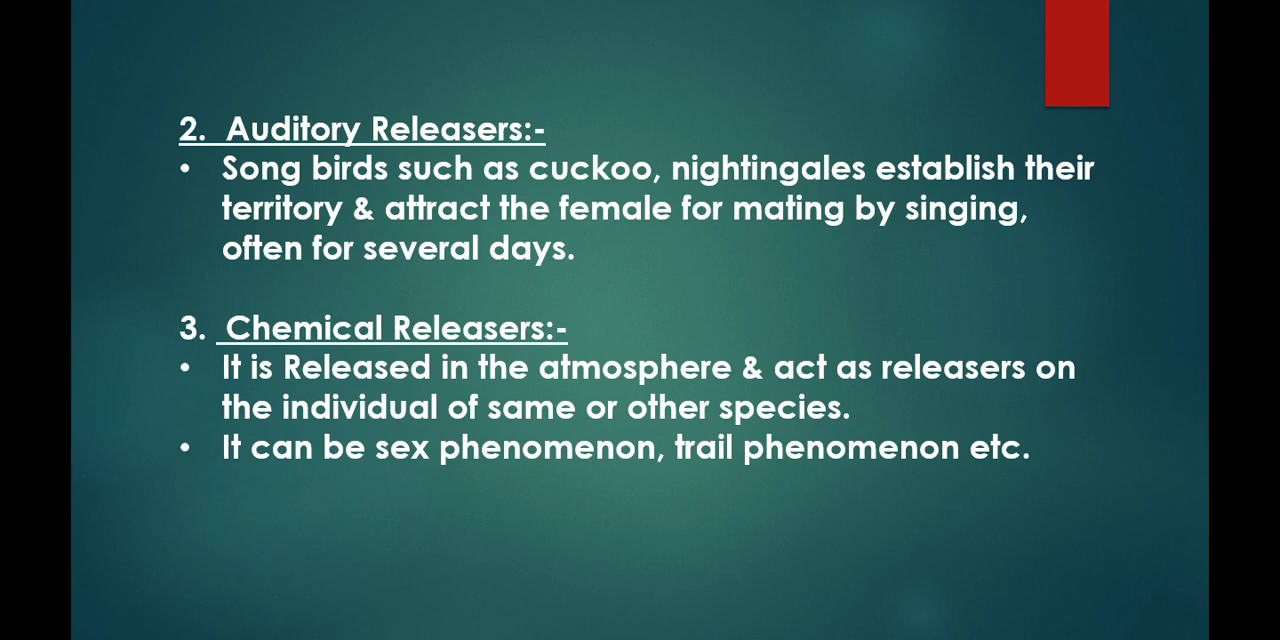 2. Auditory Releasers:-
• Song birds such as cuckoo, nightingales establish their
territory & attract the female for mating by singing,
often for several days.
3. Chemical Releasers:-
• It is Released in the atmosphere & act as releasers on
the individual of same or other species.
• It can be sex phenomenon, trail phenomenon etc.